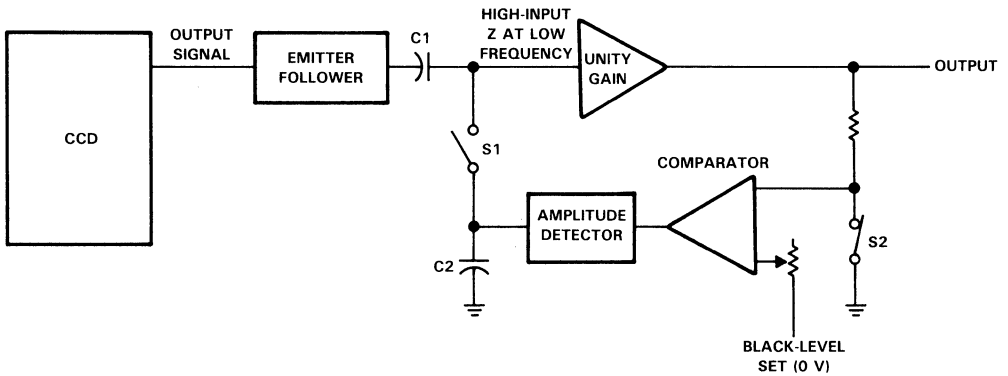 CCD
OUTPUT
SIGNAL
EMITTER
FOLLOWER
C1
HIGH-INPUT
Z AT LOW
FREQUENCY
UNITY
GAIN
OUTPUT
S1
COMPARATOR
AMPLITUDE
DETECTOR
S2
C2
BLACK-LEVEL
SET (0 V)